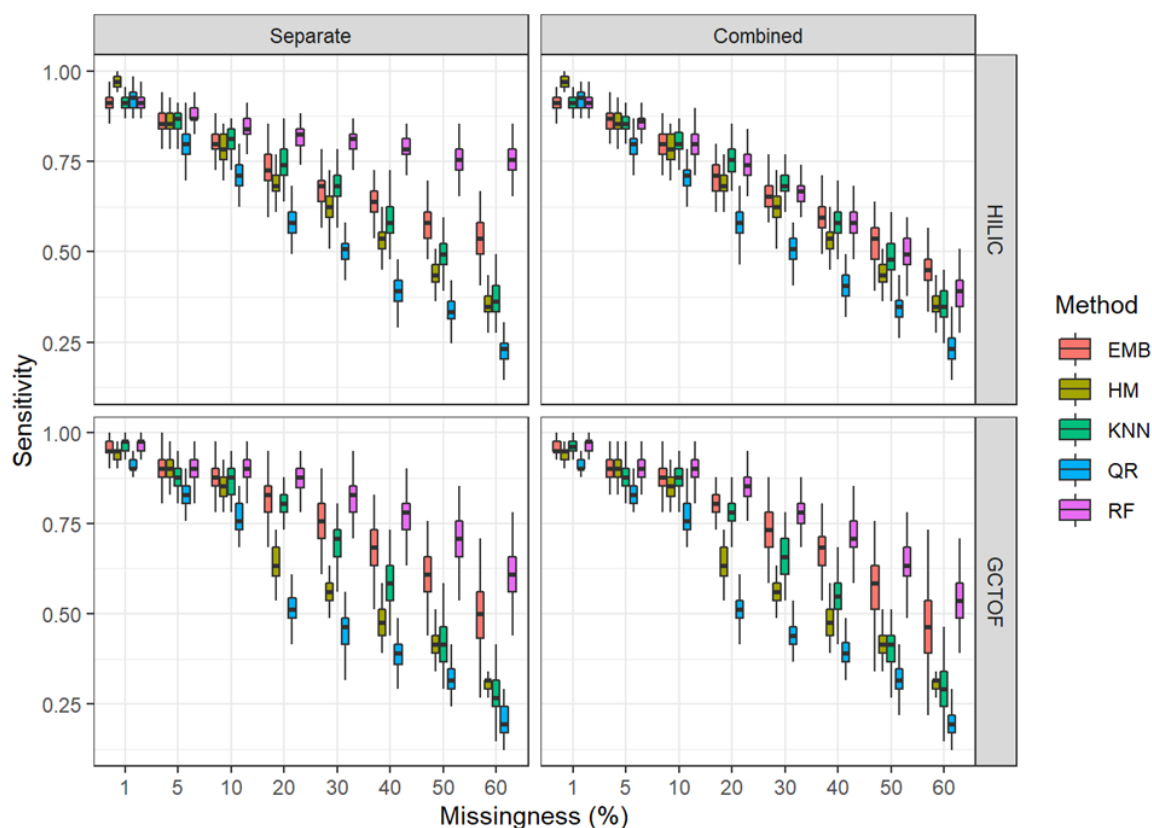 Separate
Combined
1.00
0.75
0.50
0.25
HILIC
1.00
0.75
0.50
0.25
GCTOF
Sensitivity
1 5 10 20 30 40 50 60
1 5 10 20 30 40 50 60
Missingness (%)
Method
EMB
HM
KNN
QR
RF